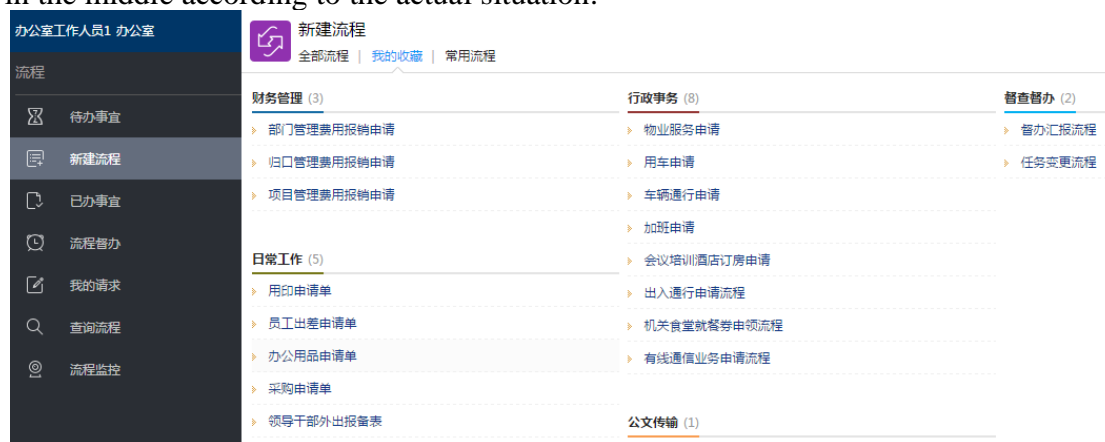 in the middle according to the actual situation.
办公室工作人员1 办公室
流程
待办事宜
新建流程
已办事宜
流程督办
我的请求
查询流程
流程监控
新建流程
全部流程 | 我的收藏 | 常用流程
财务管理 (3)
部门管理费用报销申请
归口管理费用报销申请
项目管理费用报销申请
日常工作 (5)
用印申请单
员工出差申请单
办公用品申请单
采购申请单
领导干部外出报备表
行政事务 (8)
物业服务申请
用车申请
车辆通行申请
加班申请
会议培训酒店订房申请
出入通行申请流程
机关食堂就餐券申领流程
有线通信业务申请流程
公文传输 (1)
督查督办 (2)
督办汇报流程
任务变更流程